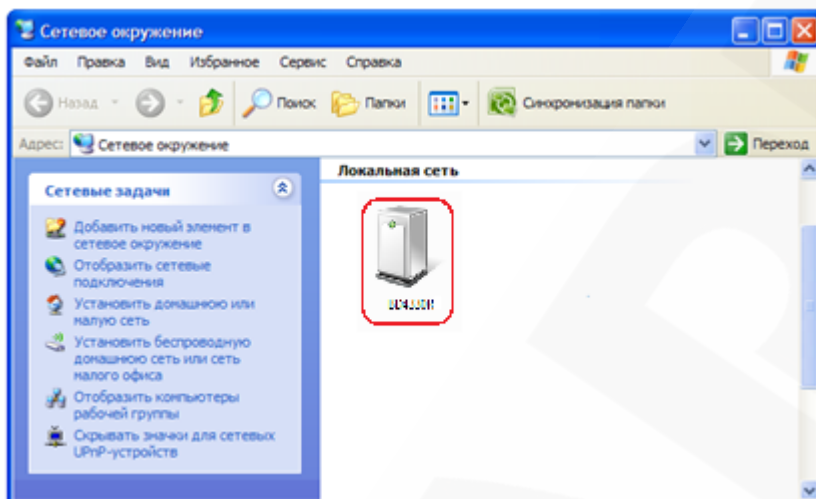 Сетевое окружение
Файл Правка Вид Избранное Сервис Справка
Назад Поиск Папки Синхронизация папки
Адрес: Сетевое окружение Переход
Сетевые задачи
Добавить новый элемент в
сетевое окружение
Отобразить сетевые
подключения
Установить домашнюю или
малую сеть
Установить беспроводную
домашнюю сеть или сеть
малого офиса
Отобразить компьютеры
рабочей группы
Скрывать значки для сетевых
UPnP-устройств
Локальная сеть